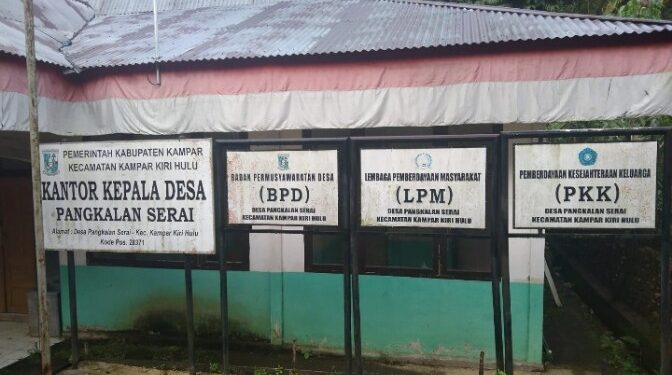 PEMERINTAH KABUPATEN KAMPAR
KECAMATAN KAMPAR KIRI HULU
KANTOR KEPALA DESA
PANGKALAN SERAI
Alamat : Desa Pangkalan Serai - Kec. Kampar Kiri Hulu
Kode Pos. 28371
BADAN PERMUSYAWARATAN DESA
(BPD)
DESA PANGKALAN SERAI
KECAMATAN KAMPAR KIRI HULU
LEMBAGA PEMBERDAYAAN MASYARAKAT
(LPM)
DESA PANGKALAN SERAI
KECAMATAN KAMPAR KIRI HULU
PEMBERDAYAAN KESEJAHTERAAN KELUARGA
(PKK)
DESA PANGKALAN SERAI
KECAMATAN KAMPAR KIRI HULU